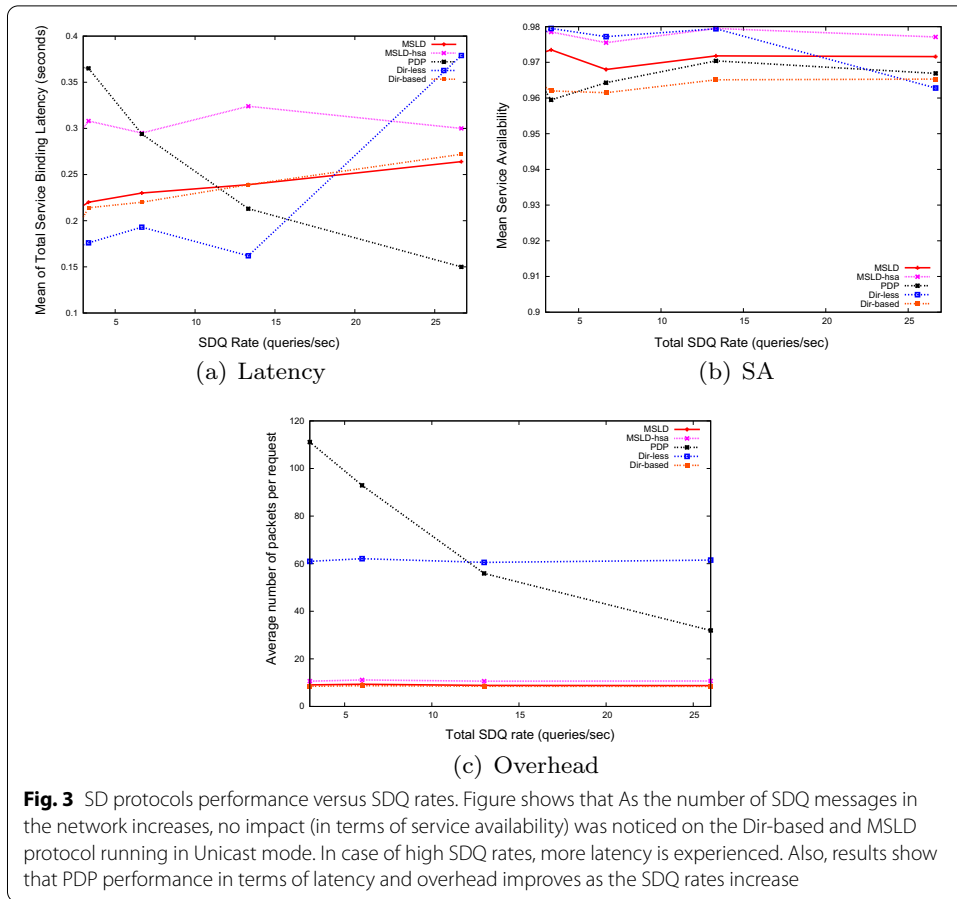 Mean of Total Service Binding Latency (seconds)
0.4
0.35
0.3
0.25
0.2
0.15
0.1
5
10
15
20
25
SDQ Rate (queries/sec)
MSLD
MSLD-hsa
PDP
Dir-less
Dir-based
(a) Latency
Mean Service Availability
0.98
0.97
0.96
0.95
0.94
0.93
0.92
0.91
0.9
5
10
15
20
25
Total SDQ Rate (queries/sec)
MSLD
MSLD-hsa
PDP
Dir-less
Dir-based
(b) SA
Average number of packets per request
120
100
80
60
40
20
0
5
10
15
20
25
Total SDQ rate (queries/sec)
MSLD
MSLD-hsa
PDP
Dir-less
Dir-based
(c) Overhead
Fig. 3 SD protocols performance versus SDQ rates. Figure shows that As the number of SDQ messages in
the network increases, no impact (in terms of service availability) was noticed on the Dir-based and MSLD
protocol running in Unicast mode. In case of high SDQ rates, more latency is experienced. Also, results show
that PDP performance in terms of latency and overhead improves as the SDQ rates increase